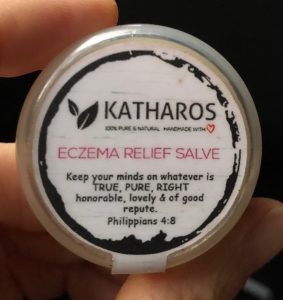 KATHAROS
100% PURE & NATURAL HANDMADE WITH
ECZEMA RELIEF SALVE
Keep your minds on whatever is
TRUE, PURE, RIGHT
honorable, lovely & of good
repute.
Philippians 4:8